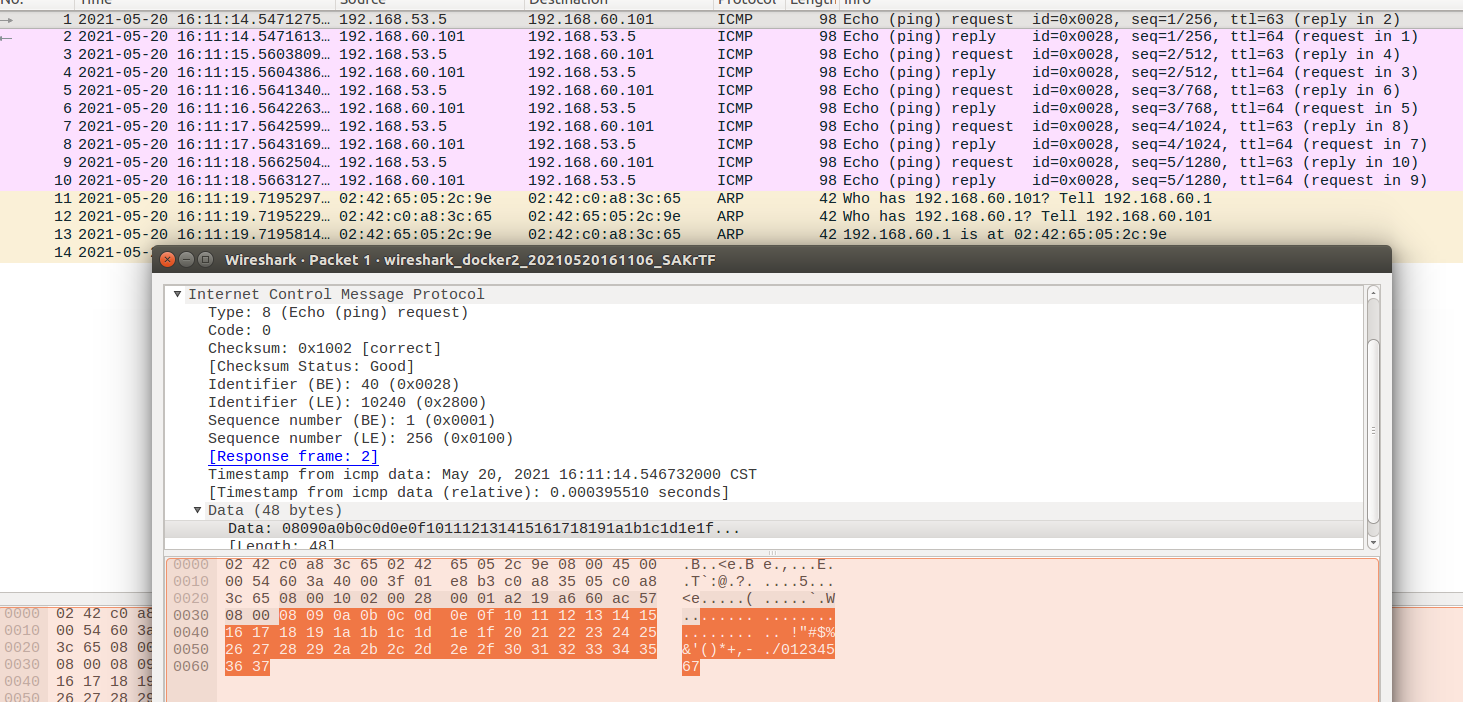 No. Time Source Destination Protocol Length Info
1 2021-05-20 16:11:14.5471275… 192.168.53.5 192.168.60.101 ICMP 98 Echo (ping) request id=0x0028, seq=1/256, ttl=63 (reply in 2)
2 2021-05-20 16:11:14.5471613… 192.168.60.101 192.168.53.5 ICMP 98 Echo (ping) reply id=0x0028, seq=1/256, ttl=64 (request in 1)
3 2021-05-20 16:11:15.5603809… 192.168.53.5 192.168.60.101 ICMP 98 Echo (ping) request id=0x0028, seq=2/512, ttl=63 (reply in 4)
4 2021-05-20 16:11:15.5604386… 192.168.60.101 192.168.53.5 ICMP 98 Echo (ping) reply id=0x0028, seq=2/512, ttl=64 (request in 3)
5 2021-05-20 16:11:16.5641340… 192.168.53.5 192.168.60.101 ICMP 98 Echo (ping) request id=0x0028, seq=3/768, ttl=63 (reply in 6)
6 2021-05-20 16:11:16.5642263… 192.168.60.101 192.168.53.5 ICMP 98 Echo (ping) reply id=0x0028, seq=3/768, ttl=64 (request in 5)
7 2021-05-20 16:11:17.5642599… 192.168.53.5 192.168.60.101 ICMP 98 Echo (ping) request id=0x0028, seq=4/1024, ttl=63 (reply in 8)
8 2021-05-20 16:11:17.5643169… 192.168.60.101 192.168.53.5 ICMP 98 Echo (ping) reply id=0x0028, seq=4/1024, ttl=64 (request in 7)
9 2021-05-20 16:11:18.5662504… 192.168.53.5 192.168.60.101 ICMP 98 Echo (ping) request id=0x0028, seq=5/1280, ttl=63 (reply in 10)
10 2021-05-20 16:11:18.5663127… 192.168.60.101 192.168.53.5 ICMP 98 Echo (ping) reply id=0x0028, seq=5/1280, ttl=64 (request in 9)
11 2021-05-20 16:11:19.7195297… 02:42:65:05:2c:9e 02:42:c0:a8:3c:65 ARP 42 Who has 192.168.60.101? Tell 192.168.60.1
12 2021-05-20 16:11:19.7195229… 02:42:c0:a8:3c:65 02:42:65:05:2c:9e ARP 42 Who has 192.168.60.1? Tell 192.168.60.101
13 2021-05-20 16:11:19.7195814… 02:42:65:05:2c:9e 02:42:c0:a8:3c:65 ARP 42 192.168.60.1 is at 02:42:65:05:2c:9e
14 2021-05-
Wireshark · Packet 1 · wireshark_docker2_20210520161106_SAKrTF
Internet Control Message Protocol
Type: 8 (Echo (ping) request)
Code: 0
Checksum: 0x1002 [correct]
[Checksum Status: Good]
Identifier (BE): 40 (0x0028)
Identifier (LE): 10240 (0x2800)
Sequence number (BE): 1 (0x0001)
Sequence number (LE): 256 (0x0100)
[Response frame: 2]
Timestamp from icmp data: May 20, 2021 16:11:14.546732000 CST
[Timestamp from icmp data (relative): 0.000395510 seconds]
Data (48 bytes)
Data: 08090a0b0c0d0e0f101112131415161718191a1b1c1d1e1f...
[Length: 48]
0000 02 42 c0 a8 3c 65 02 42 65 05 2c 9e 08 00 45 00 .B..<e.B e.,...E.
0010 00 54 60 3a 40 00 3f 01 e8 b3 c0 a8 35 05 c0 a8 .T`:@.?. ....5...
0020 3c 65 08 00 10 02 00 28 00 01 a2 19 a6 60 ac 57 <e.....( .....`.W
0030 08 00 08 09 0a 0b 0c 0d 0e 0f 10 11 12 13 14 15 ........ ........
0040 16 17 18 19 1a 1b 1c 1d 1e 1f 20 21 22 23 24 25 ........ .. !"#$%
0050 26 27 28 29 2a 2b 2c 2d 2e 2f 30 31 32 33 34 35 &'()*+,- ./012345
0060 36 37 67
0000 02 42 c0 a8
0010 00 54 60 3a
0020 3c 65 08 00
0030 08 00 08 09
0040 16 17 18 19
0050 26 27 28 29